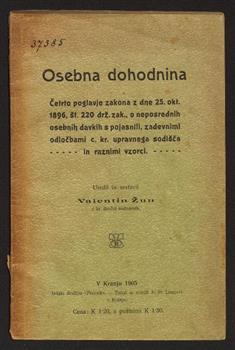 37385
Osebna dohodnina
Četrto poglavje zakona z dne 25. okt.
1896, št. 220 drž. zak., o neposrednih
osebnih davkih s pojasnili, zadevnimi
odločbami c. kr. upravnega sodišča
- - - - - in raznimi vzorci. - - - - -
Uredil in sestavil
Valentin Žun
c. kr. davčni
V Kranju 1905
Cena: K 1·20, s poštnino K 1·30.